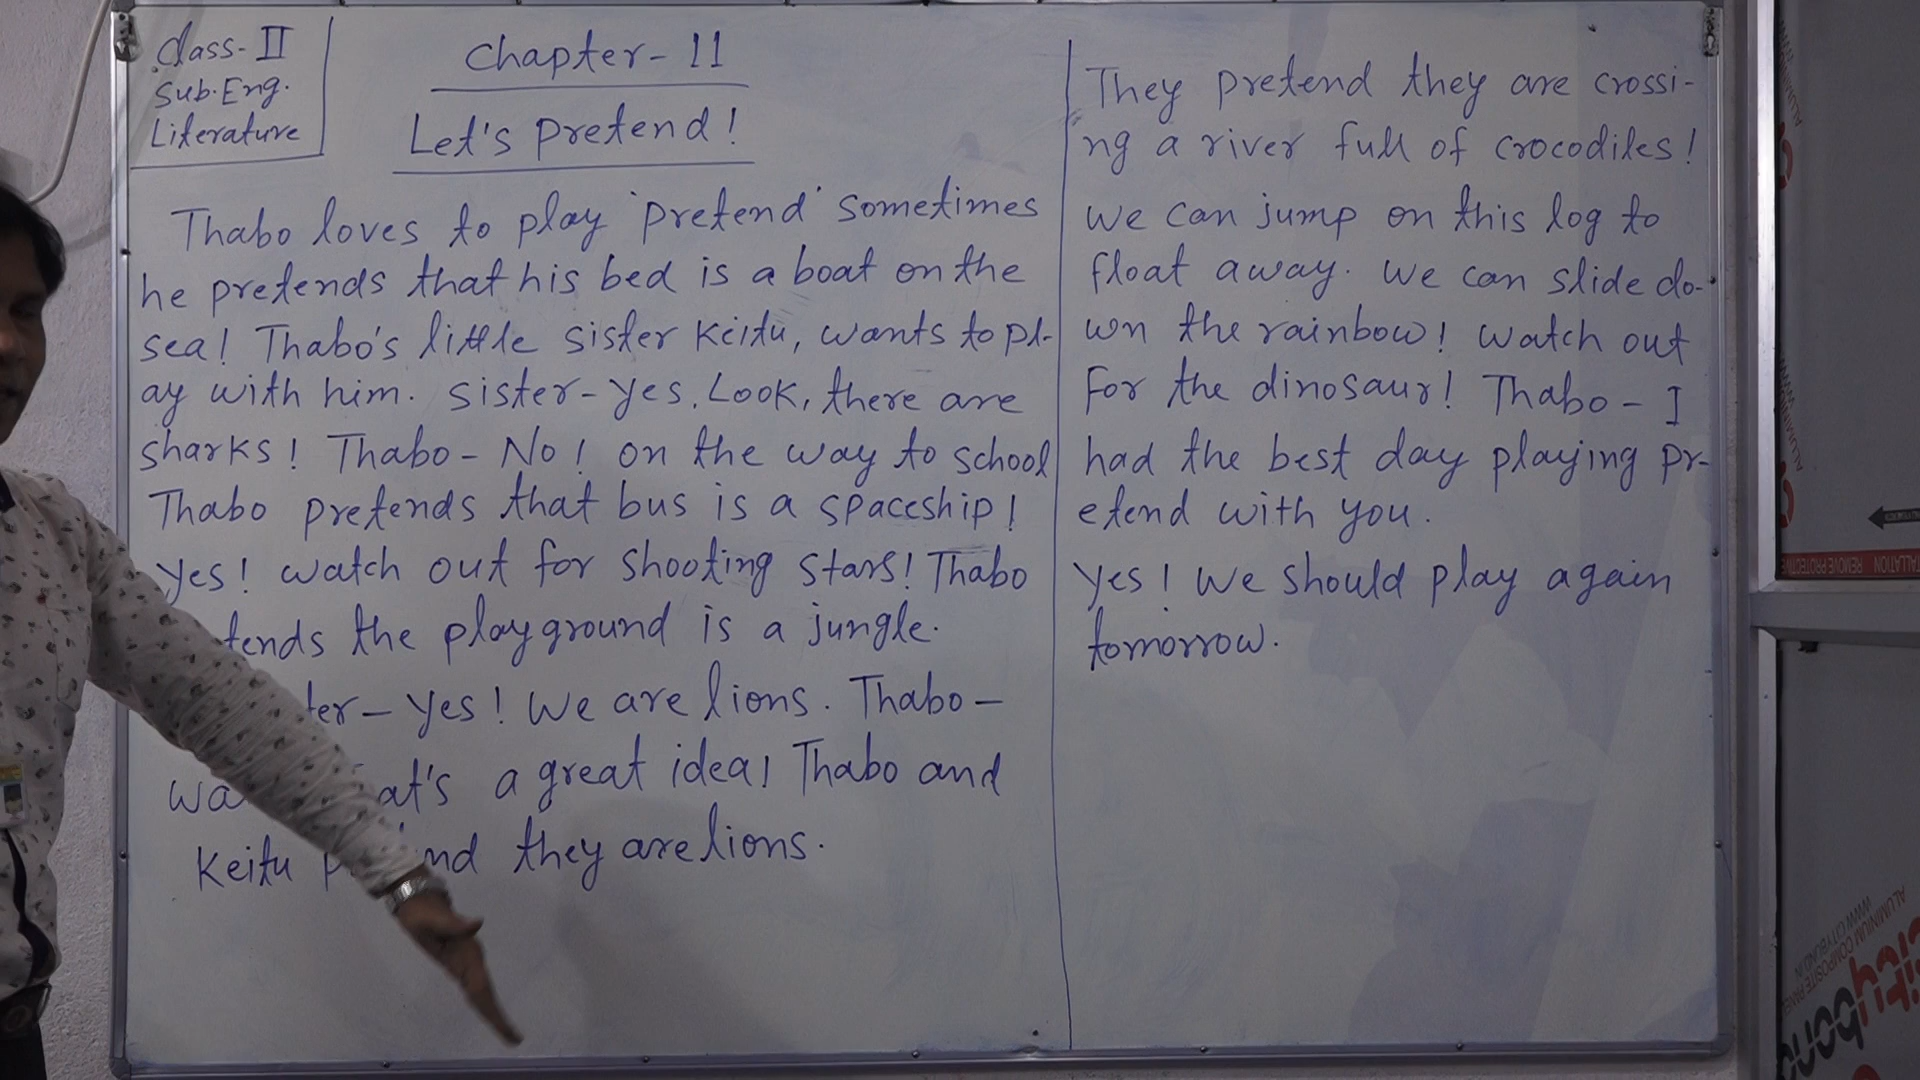 Class-II
Sub.Eng.
Literature
Chapter-11
Let's Pretend!
Thabo loves to play 'pretend' sometimes
he pretends that his bed is a boat on the
sea! Thabo's little sister Keitu, wants to pl-
ay with him. Sister-yes. Look, there are
sharks! Thabo- No! on the way to school
Thabo pretends that bus is a spaceship!
Yes! watch out for shooting stars! Thabo
tends the playground is a jungle.
ter- Yes! We are lions. Thabo-
wa at's a great idea! Thabo and
Keitu p nd they are lions.
They pretend they are crossi-
ng a river full of crocodiles!
We can jump on this log to
float away. We can slide do-
wn the rainbow! Watch out
For the dinosaur! Thabo- I
had the best day playing pr-
etend with you.
Yes! We should play again
tomorrow.
REMOVE PROTECTIVE
ALUMINIUM COMPOSITE PANEL